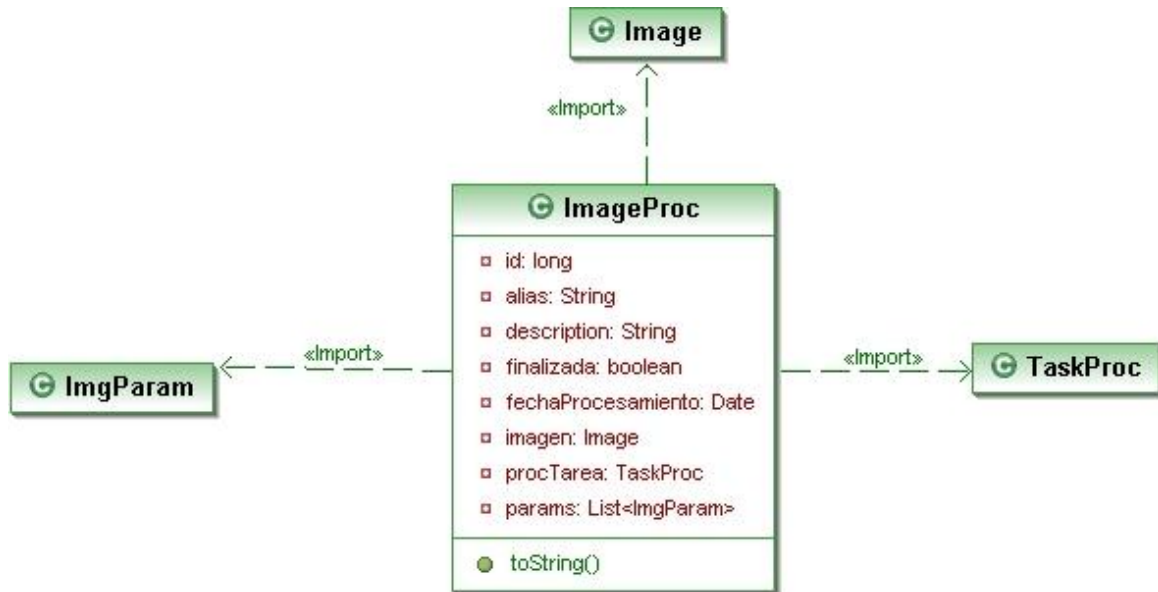 Image
«Import»
ImageProc
id: long
alias: String
description: String
finalizada: boolean
fechaProcesamiento: Date
imagen: Image
procTarea: TaskProc
params: List<ImgParam>
toString()
«Import»
ImgParam
«Import»
TaskProc